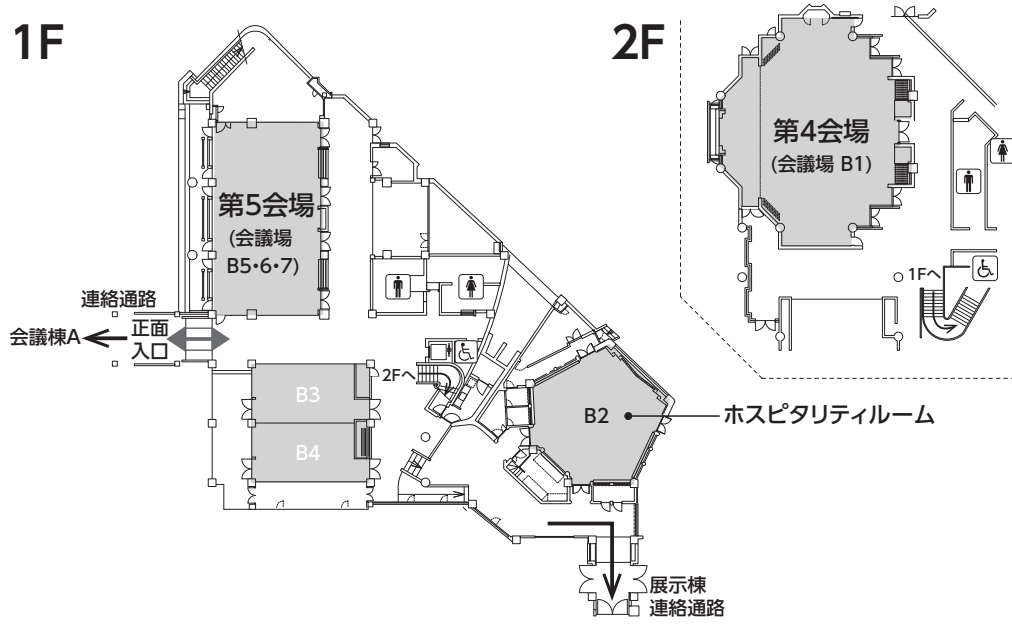 1F
第5会場
(会議場
B5・6・7)
連絡通路
会議棟A
正面
入口
2Fへ
B3
B4
B2
ホスピタリティルーム
展示棟
連絡通路
2F
第4会場
(会議場 B1)
1Fへ